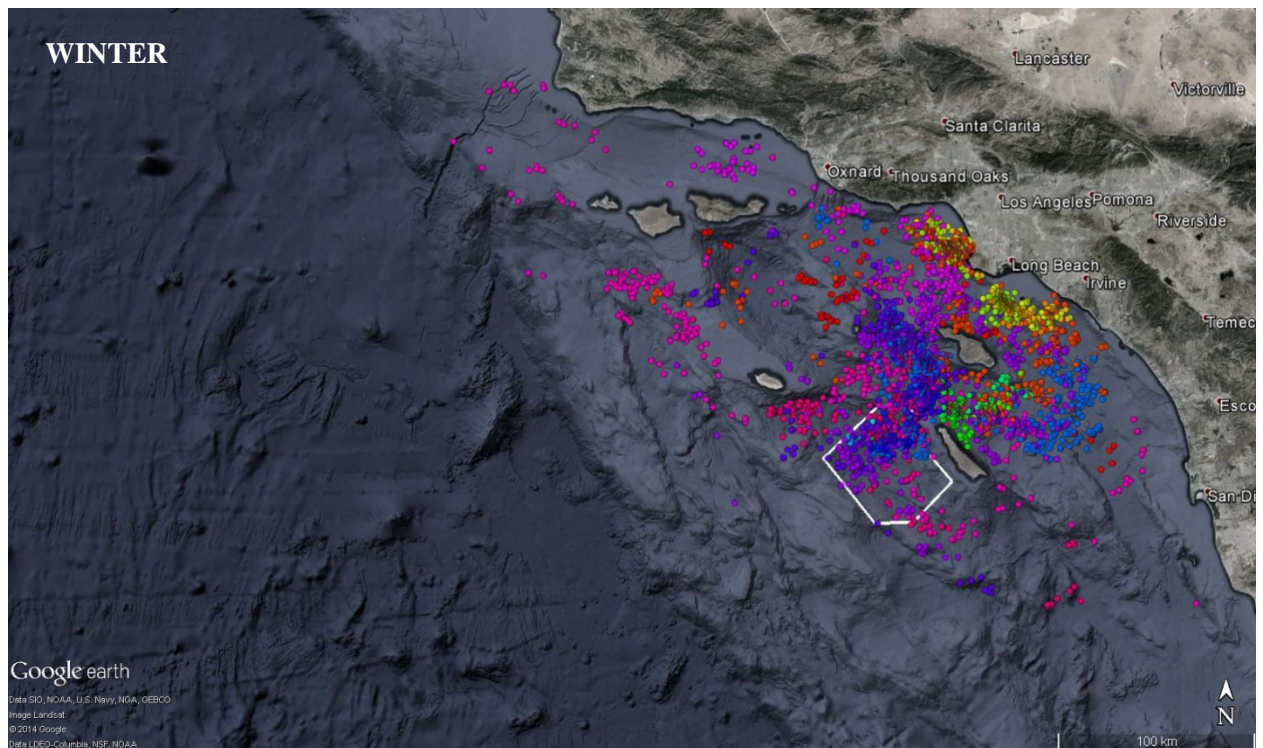 WINTER
Lancaster
Victorville
Santa Clarita
Oxnard
Thousand Oaks
Los Angeles
Pomona
Riverside
Long Beach
Irvine
Temec
Esco
San Di
Google earth
Data SIO, NOAA, U.S. Navy, NGA, GEBCO
Image Landsat
© 2014 Google
Data LDEO-Columbia, NSF, NOAA
N
100 km